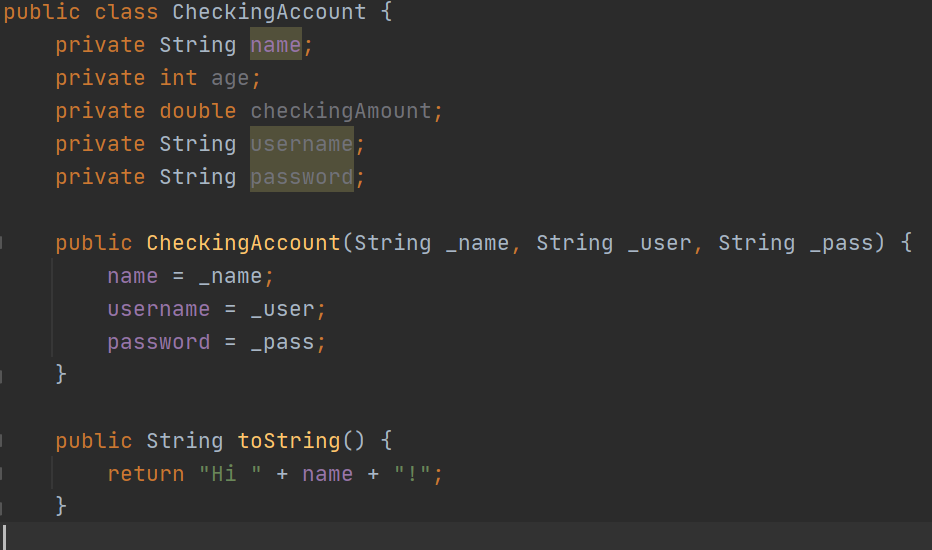 public class CheckingAccount {
    private String name;
    private int age;
    private double checkingAmount;
    private String username;
    private String password;

    public CheckingAccount(String _name, String _user, String _pass) {
        name = _name;
        username = _user;
        password = _pass;
    }

    public String toString() {
        return "Hi " + name + "!";
    }